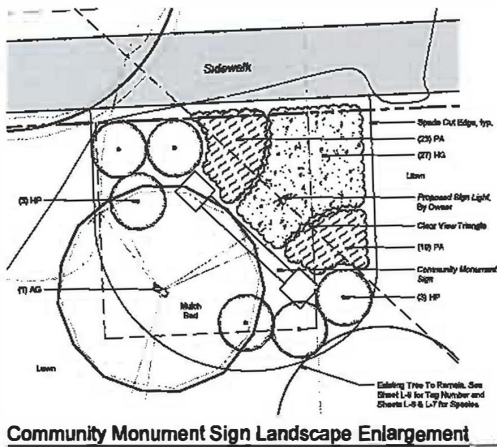 Sidewalk
Spade Cut Edge, typ.
(23) PA
(27) HG
Lawn
(3) HP
Proposed Sign Light,
By Owner
Clear View Triangle
(19) PA
Community Monument
Sign
(1) AG
Mulch
Bed
(3) HP
Lawn
Existing Tree To Remain. See
Sheet L-8 for Tag Number and
Sheets L-6 & L-7 for Species
Community Monument Sign Landscape Enlargement